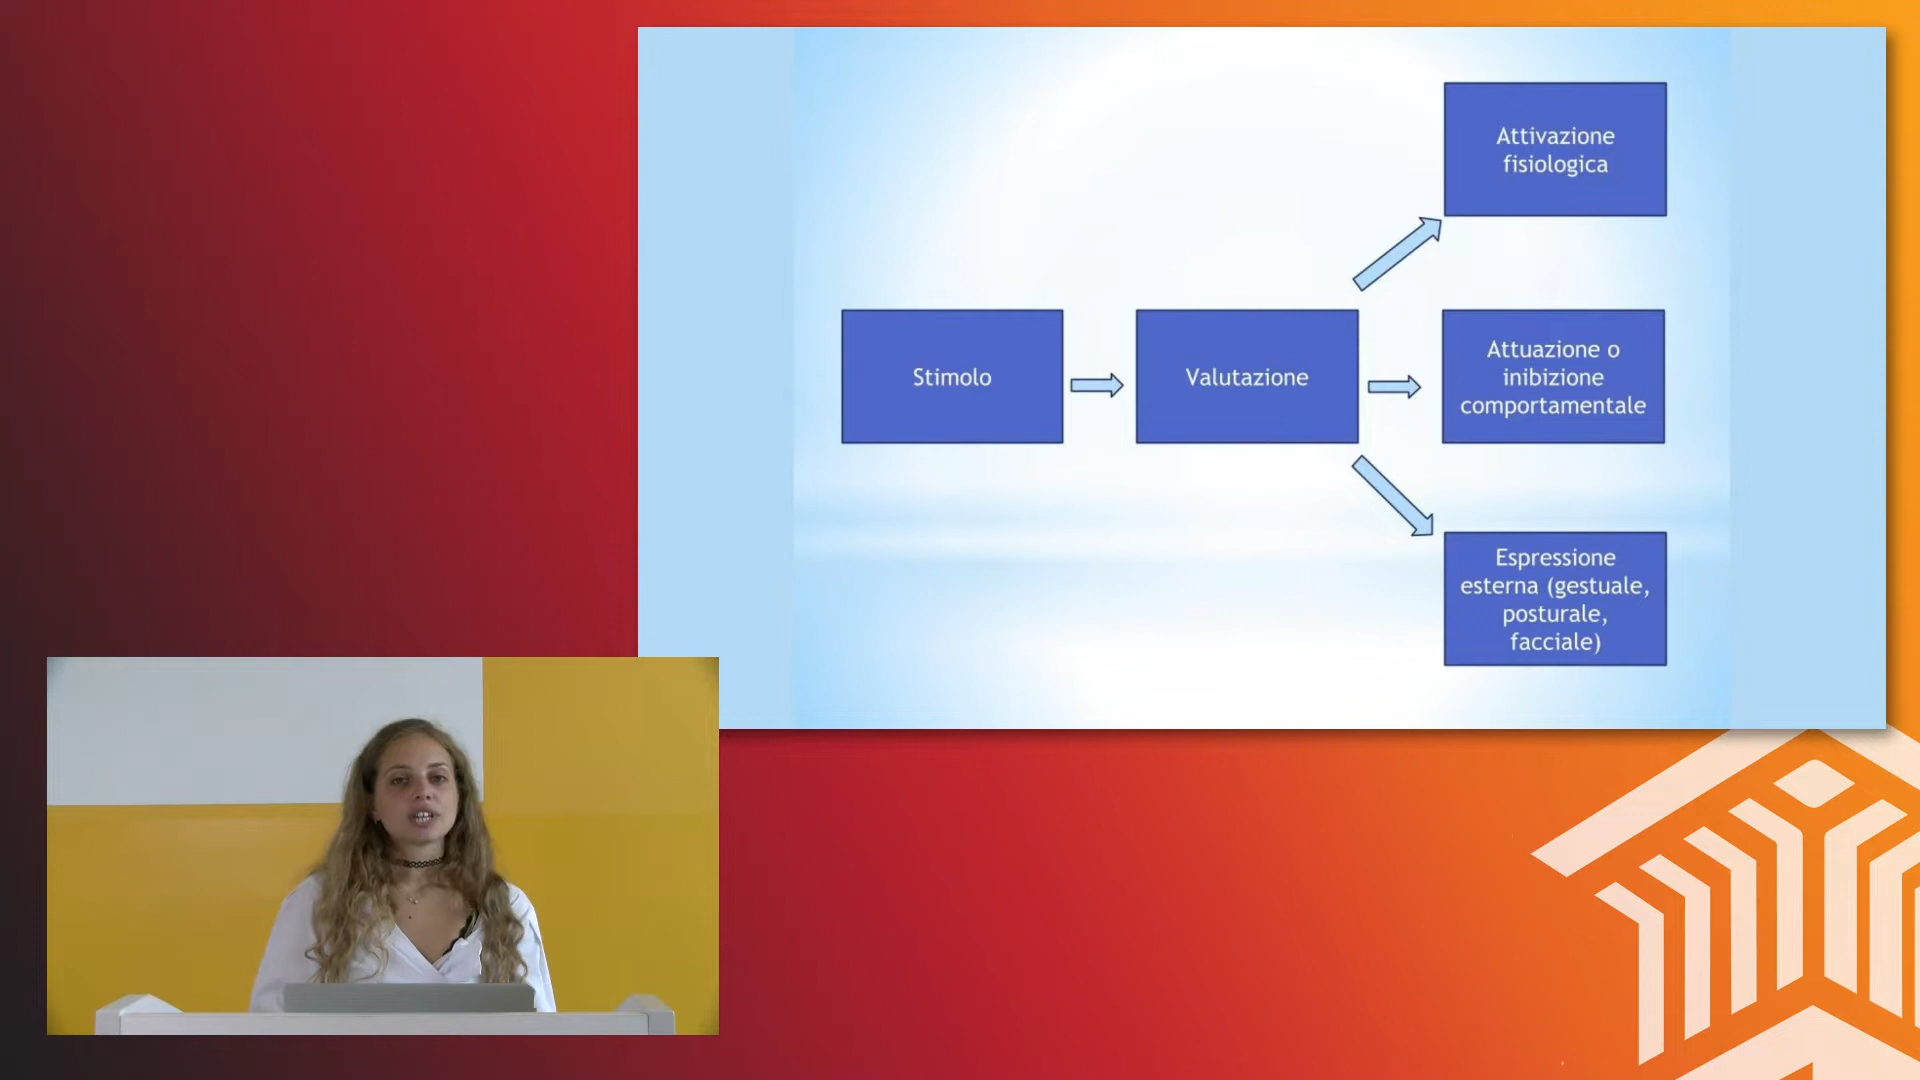 Attivazione
fisiologica
Stimolo
Valutazione
Attuazione o
inibizione
comportamentale
Espressione
esterna (gestuale,
posturale,
facciale)